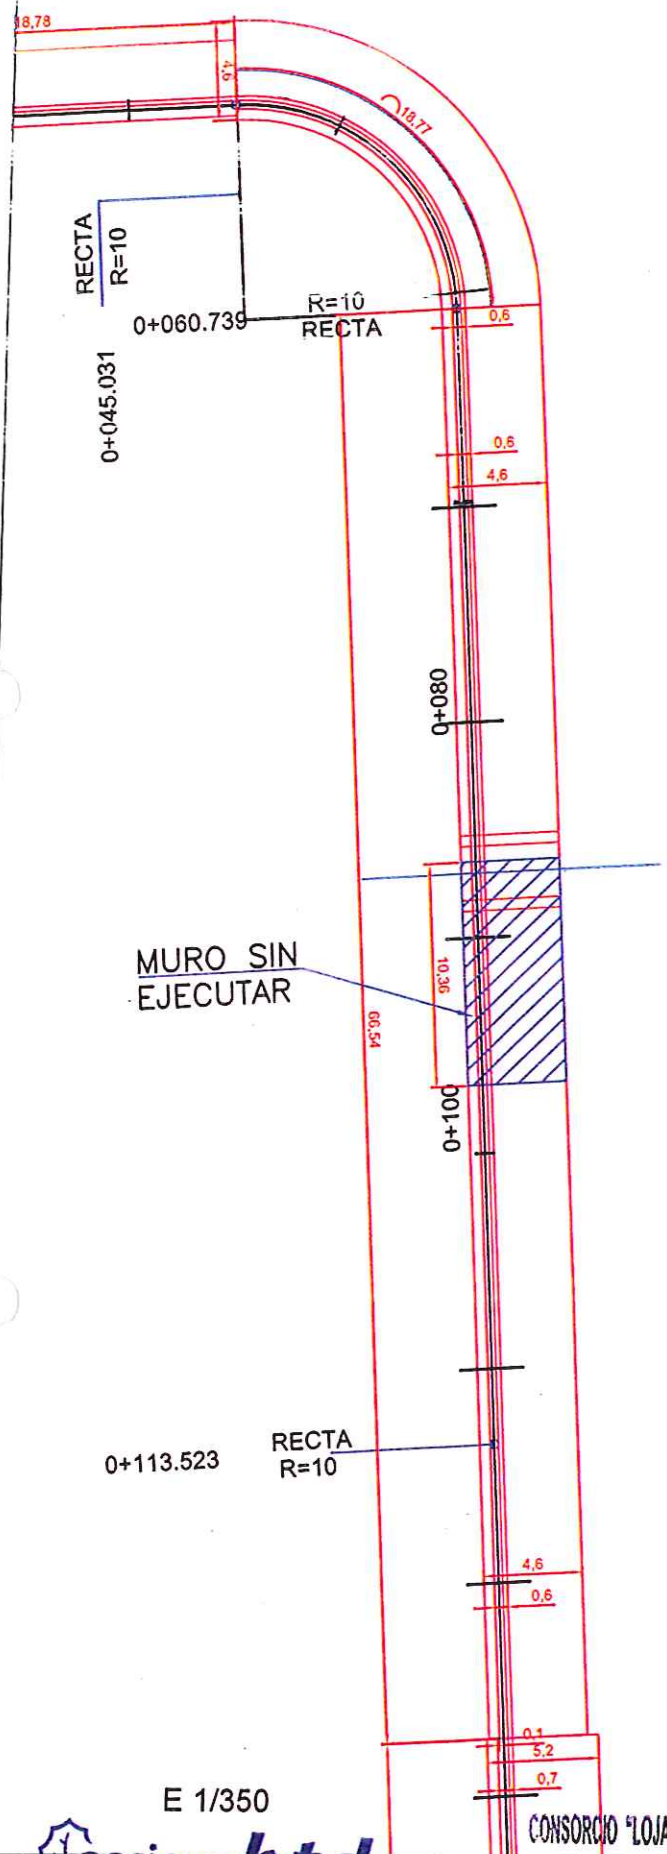 18,78
4,6
18,77
RECTA
R=10
0+045.031
0+060.739
R=10
RECTA
0,6
0,6
4,6
0+080
MURO SIN
EJECUTAR
10,36
66,54
0+100
0+113.523
RECTA
R=10
4,6
0,6
0,1
5,2
0,7
E 1/350
CONSORCIO "LOJA